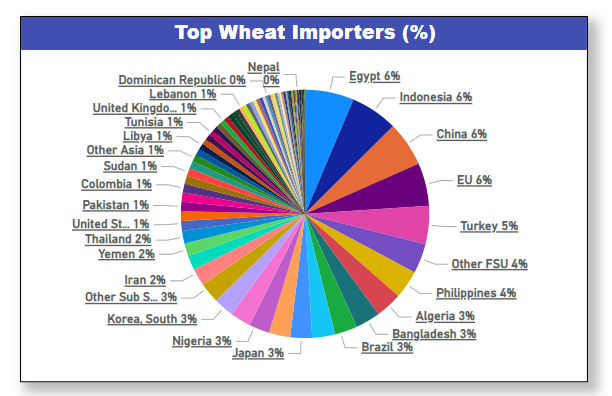 Top Wheat Importers (%)
Egypt 6%
Indonesia 6%
China 6%
EU 6%
Turkey 5%
Other FSU 4%
Philippines 4%
Algeria 3%
Bangladesh 3%
Brazil 3%
Japan 3%
Nigeria 3%
Korea, South 3%
Other Sub S... 3%
Iran 2%
Yemen 2%
Thailand 2%
United St... 1%
Pakistan 1%
Colombia 1%
Sudan 1%
Other Asia 1%
Libya 1%
Tunisia 1%
United Kingdo... 1%
Lebanon 1%
Dominican Republic 0%
Nepal
0%